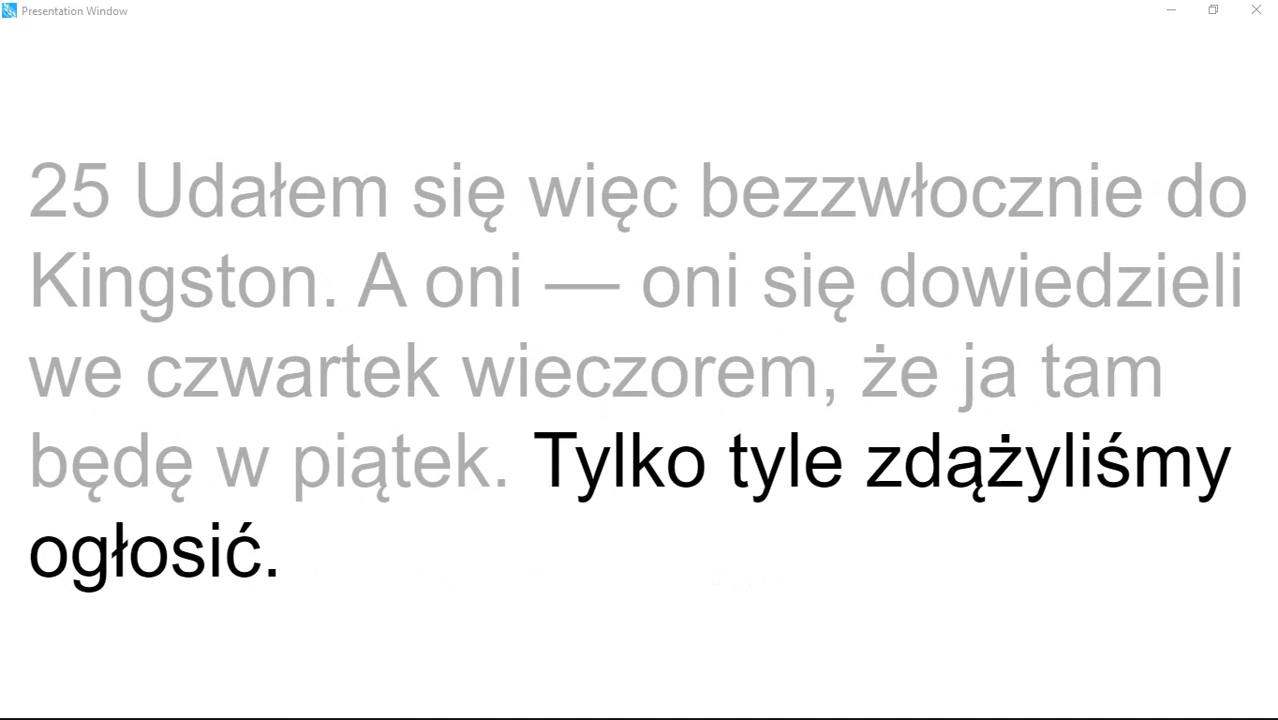 Presentation Window
25 Udałem się więc bezzwłocznie do
Kingston. A oni — oni się dowiedzieli
we czwartek wieczorem, że ja tam
będę w piątek. Tylko tyle zdążyliśmy
ogłosić.